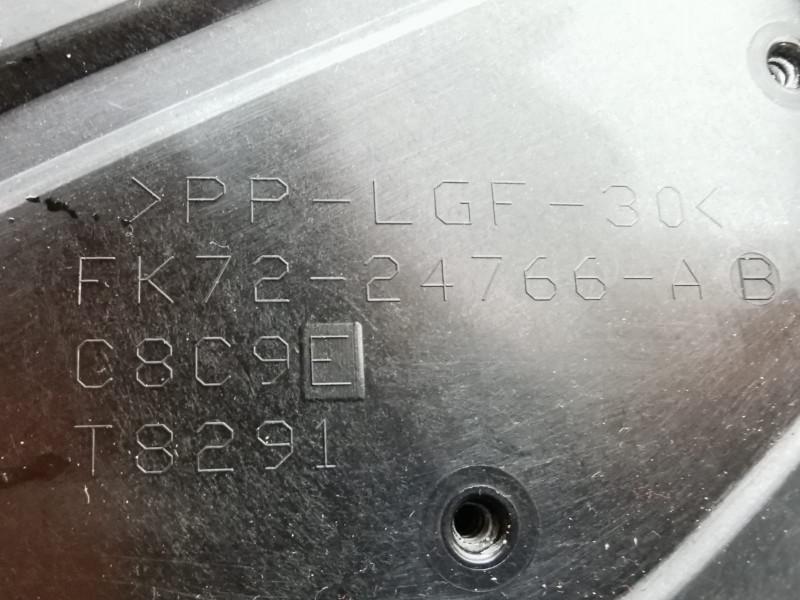 >PP-LGF-30<
FK72-24766-AB
C8C9E
T8291